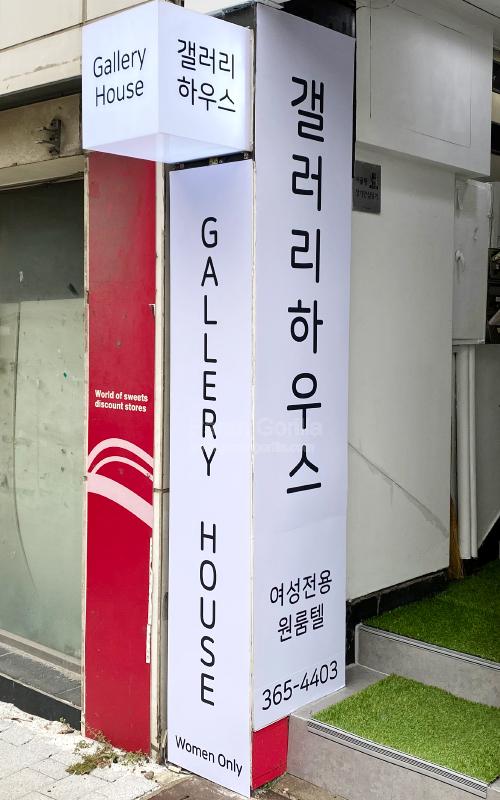 Gallery
House
갤러리
하우스
갤러리하우스
여성전용
원룸텔
365-4403
GALLERY HOUSE
Women Only
World of sweets
discount stores